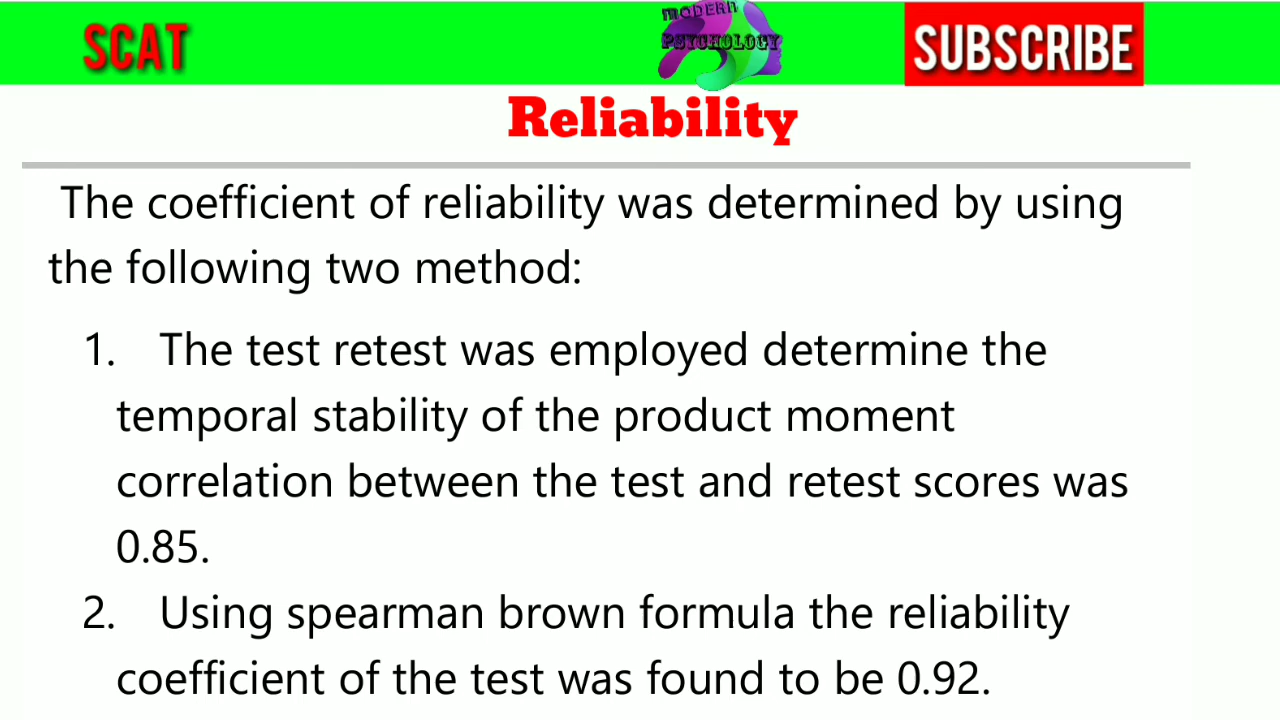 SCAT
MODERN
PSYCHOLOGY
SUBSCRIBE
Reliability
The coefficient of reliability was determined by using
the following two method:
1. The test retest was employed determine the
temporal stability of the product moment
correlation between the test and retest scores was
0.85.
2. Using spearman brown formula the reliability
coefficient of the test was found to be 0.92.